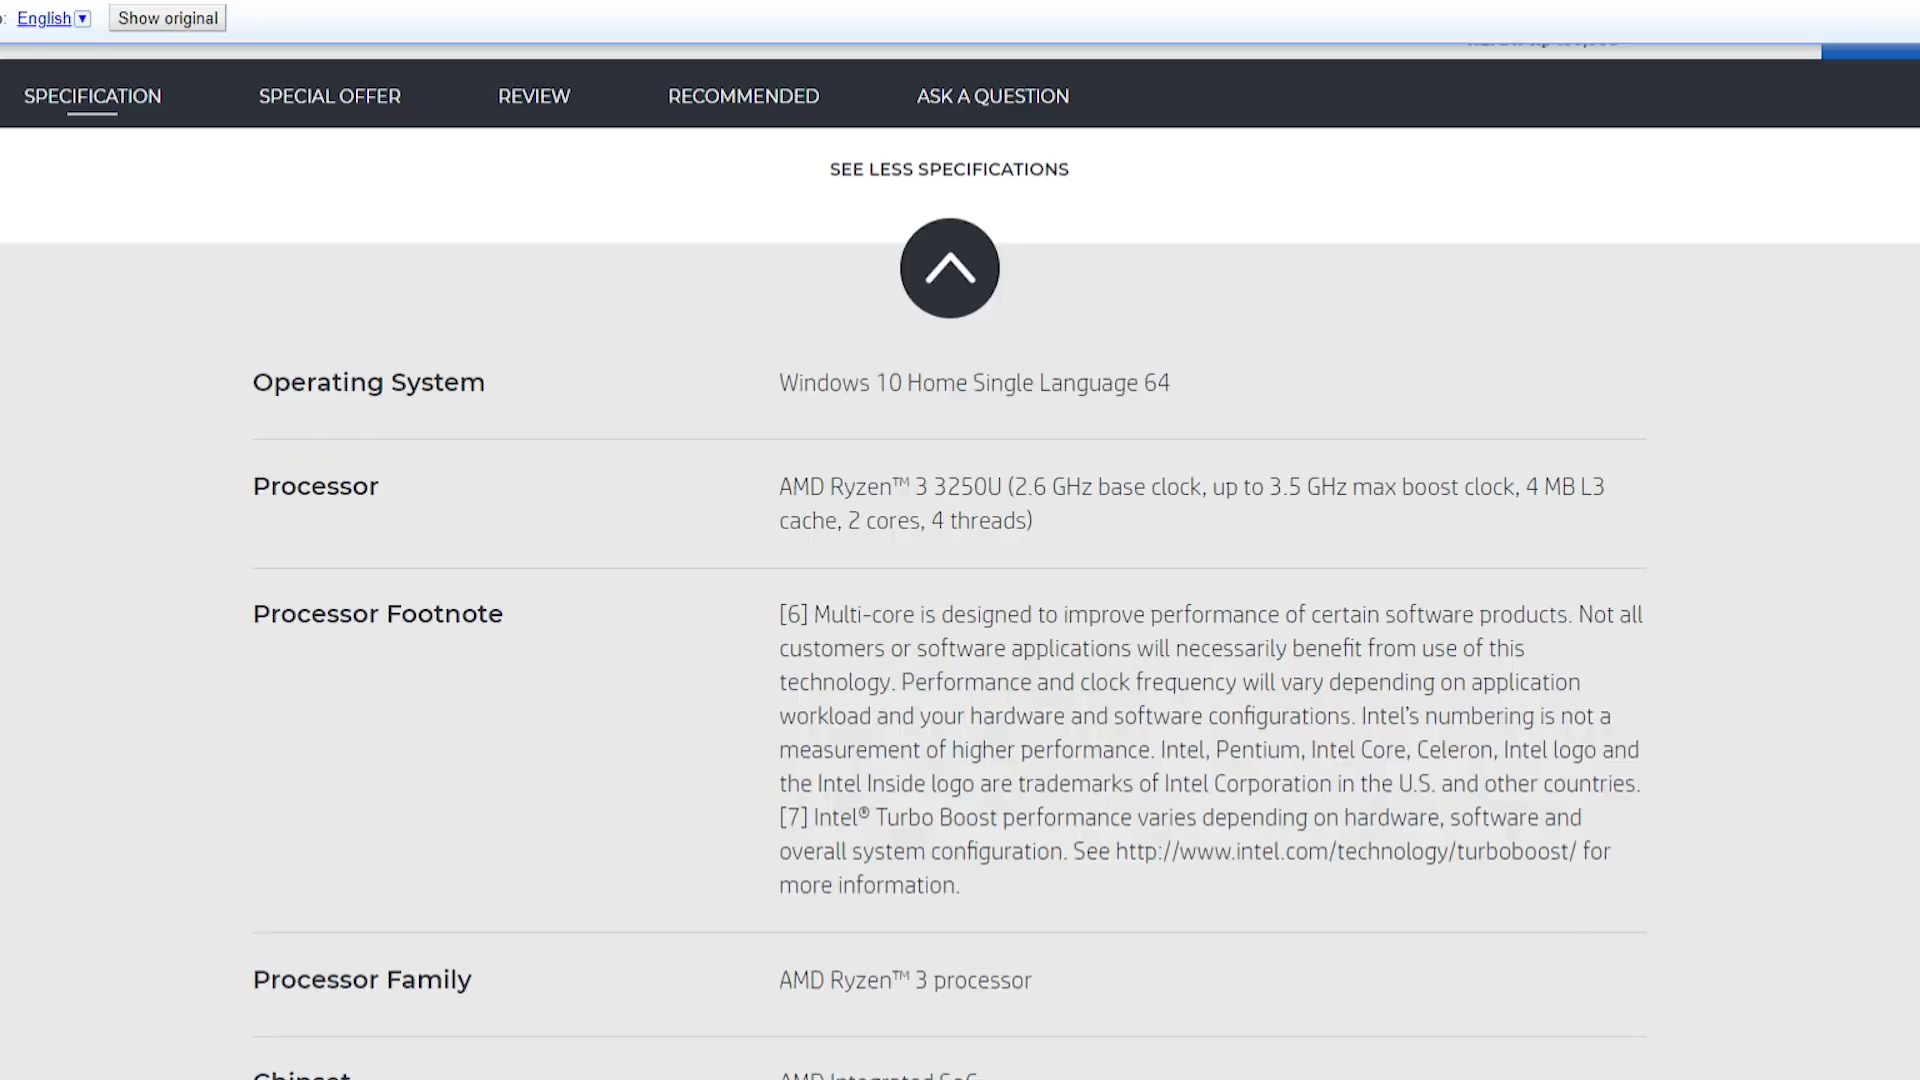 English
Show original
SPECIFICATION
SPECIAL OFFER
REVIEW
RECOMMENDED
ASK A QUESTION
SEE LESS SPECIFICATIONS
Operating System
Windows 10 Home Single Language 64
Processor
AMD Ryzen™ 3 3250U (2.6 GHz base clock, up to 3.5 GHz max boost clock, 4 MB L3
cache, 2 cores, 4 threads)
Processor Footnote
[6] Multi-core is designed to improve performance of certain software products. Not all
customers or software applications will necessarily benefit from use of this
technology. Performance and clock frequency will vary depending on application
workload and your hardware and software configurations. Intel’s numbering is not a
measurement of higher performance. Intel, Pentium, Intel Core, Celeron, Intel logo and
the Intel Inside logo are trademarks of Intel Corporation in the U.S. and other countries.
[7] Intel® Turbo Boost performance varies depending on hardware, software and
overall system configuration. See http://www.intel.com/technology/turboboost/ for
more information.
Processor Family
AMD Ryzen™ 3 processor
Chipset
AMD Integrated SoC